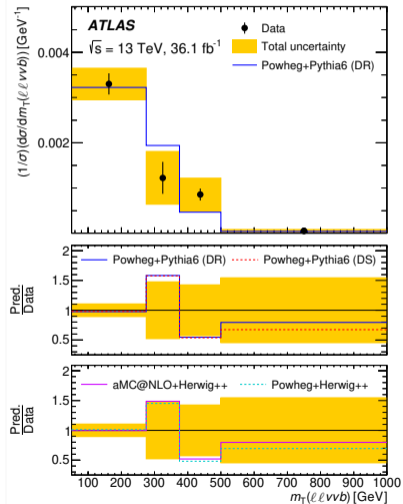 ATLAS
√s = 13 TeV, 36.1 fb⁻¹
Data
Total uncertainty
Powheg+Pythia6 (DR)
(1/σ)(dσ/dm_T(ℓℓννb)) [GeV⁻¹]
0.004
0.002
Powheg+Pythia6 (DR)
Powheg+Pythia6 (DS)
Pred.
Data
2
1.5
1
0.5
aMC@NLO+Herwig++
Powheg+Herwig++
Pred.
Data
2
1.5
1
0.5
100 200 300 400 500 600 700 800 900 1000
m_T(ℓℓννb) [GeV]